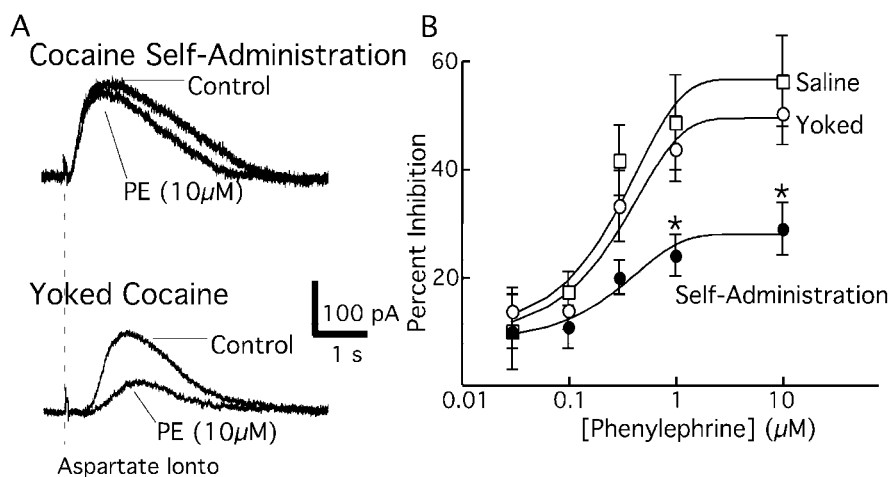 A
Cocaine Self-Administration
Control
PE (10µM)
Yoked Cocaine
100 pA
1 s
Control
PE (10µM)
Aspartate Ionto
B
60
40
20
Percent Inhibition
Saline
Yoked
*
*
Self-Administration
0.01
0.1
1
10
[Phenylephrine] (µM)